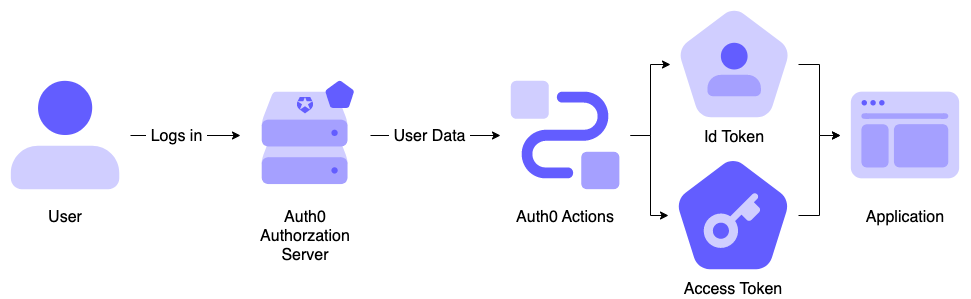 Logs in
User Data
Id Token
User
Auth0
Authorzation
Server
Auth0 Actions
Application
Access Token